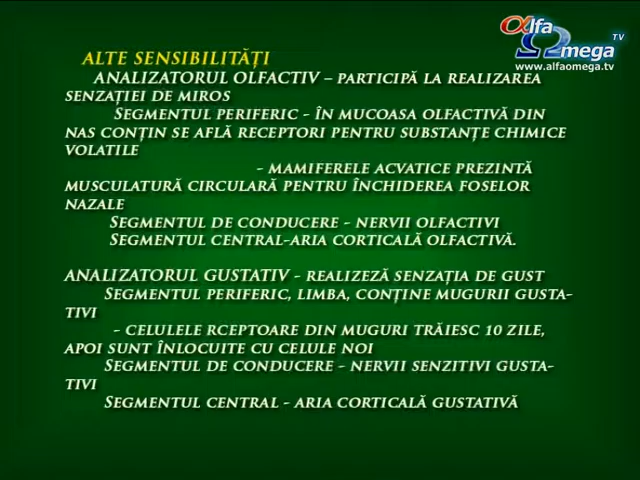 Alfa
Omega
TV
www.alfaomega.tv
ALTE SENSIBILITĂȚI
ANALIZATORUL OLFACTIV – PARTICIPĂ LA REALIZAREA
SENZAȚIEI DE MIROS
SEGMENTUL PERIFERIC - ÎN MUCOASA OLFACTIVĂ DIN
NAS CONȚIN SE AFLĂ RECEPTORI PENTRU SUBSTANȚE CHIMICE
VOLATILE
- MAMIFERELE ACVATICE PREZINTĂ
MUSCULATURĂ CIRCULARĂ PENTRU ÎNCHIDEREA FOSELOR
NAZALE
SEGMENTUL DE CONDUCERE - NERVII OLFACTIVI
SEGMENTUL CENTRAL-ARIA CORTICALĂ OLFACTIVĂ.
ANALIZATORUL GUSTATIV - REALIZEZĂ SENZAȚIA DE GUST
SEGMENTUL PERIFERIC, LIMBA, CONȚINE MUGURII GUSTA-
TIVI
- CELULELE RCEPTOARE DIN MUGURI TRĂIESC 10 ZILE,
APOI SUNT ÎNLOCUITE CU CELULE NOI
SEGMENTUL DE CONDUCERE - NERVII SENZITIVI GUSTA-
TIVI
SEGMENTUL CENTRAL - ARIA CORTICALĂ GUSTATIVĂ